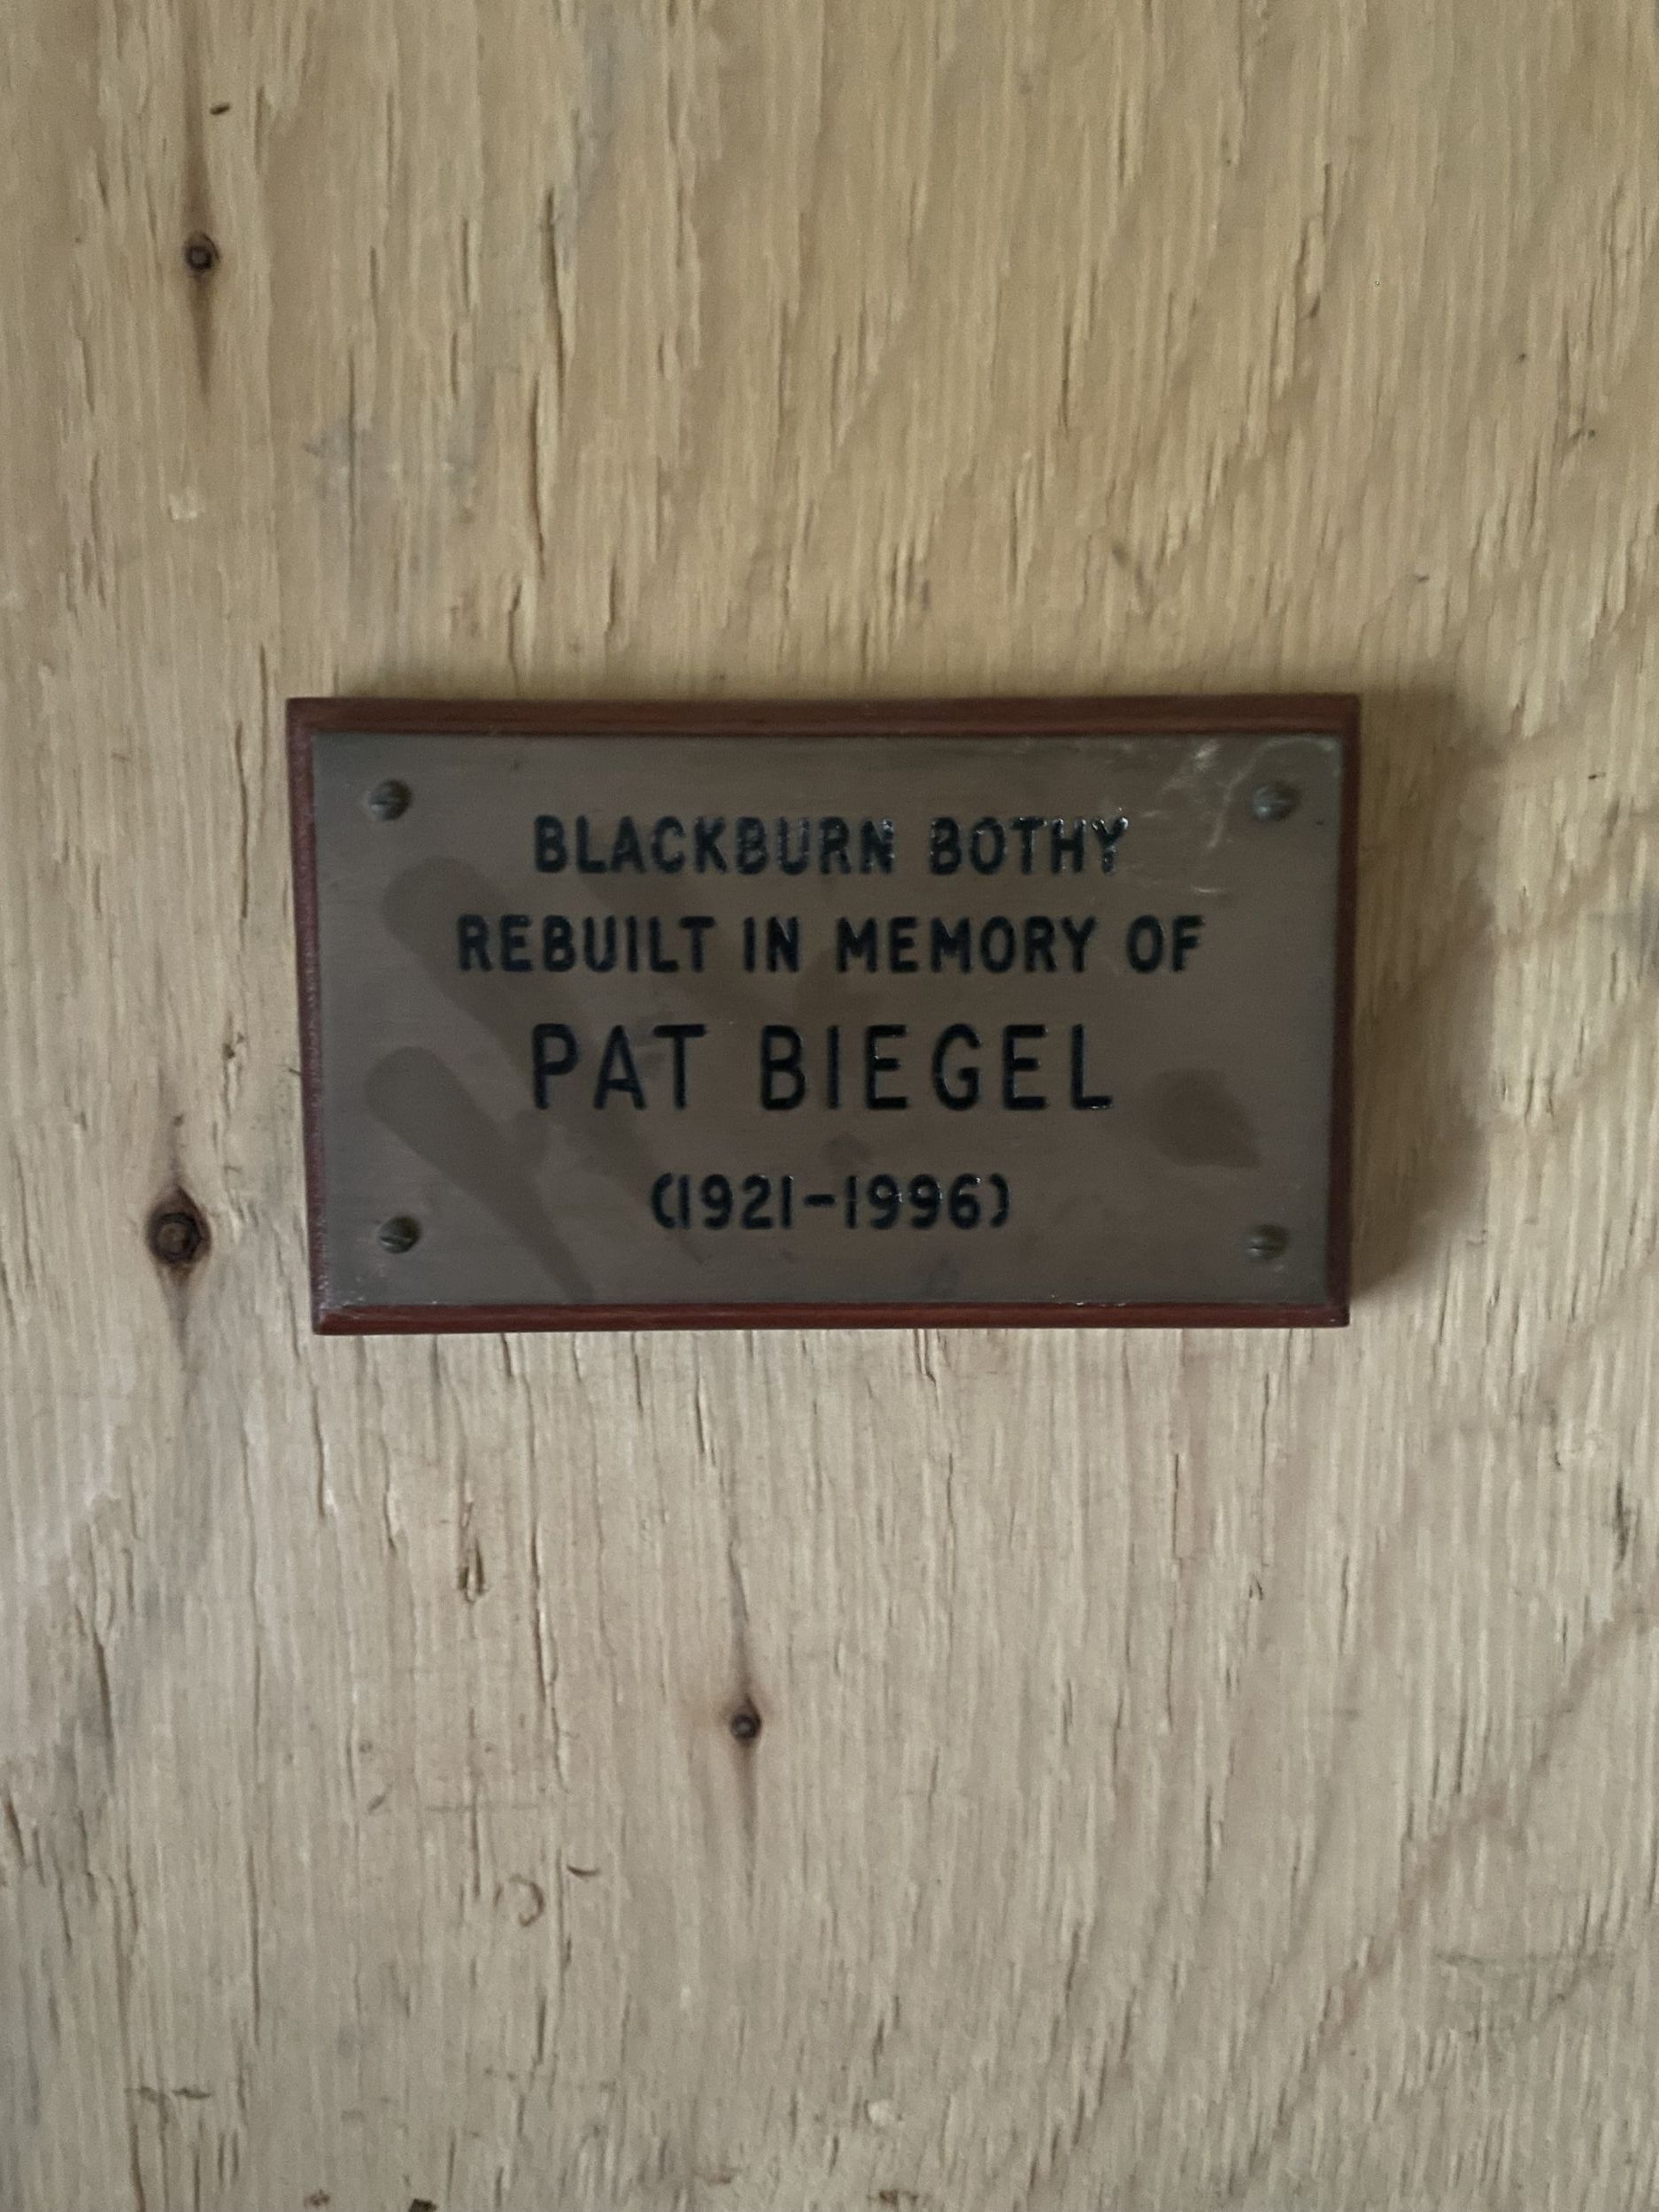 BLACKBURN BOTHY
REBUILT IN MEMORY OF
PAT BIEGEL
(1921-1996)